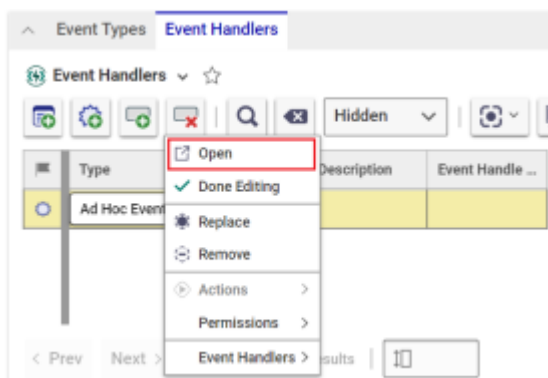 Event Types Event Handlers
Event Handlers
Hidden
Type Description Event Handle ...
Ad Hoc Event
Open
Done Editing
Replace
Remove
Actions
Permissions
Event Handlers
< Prev Next >